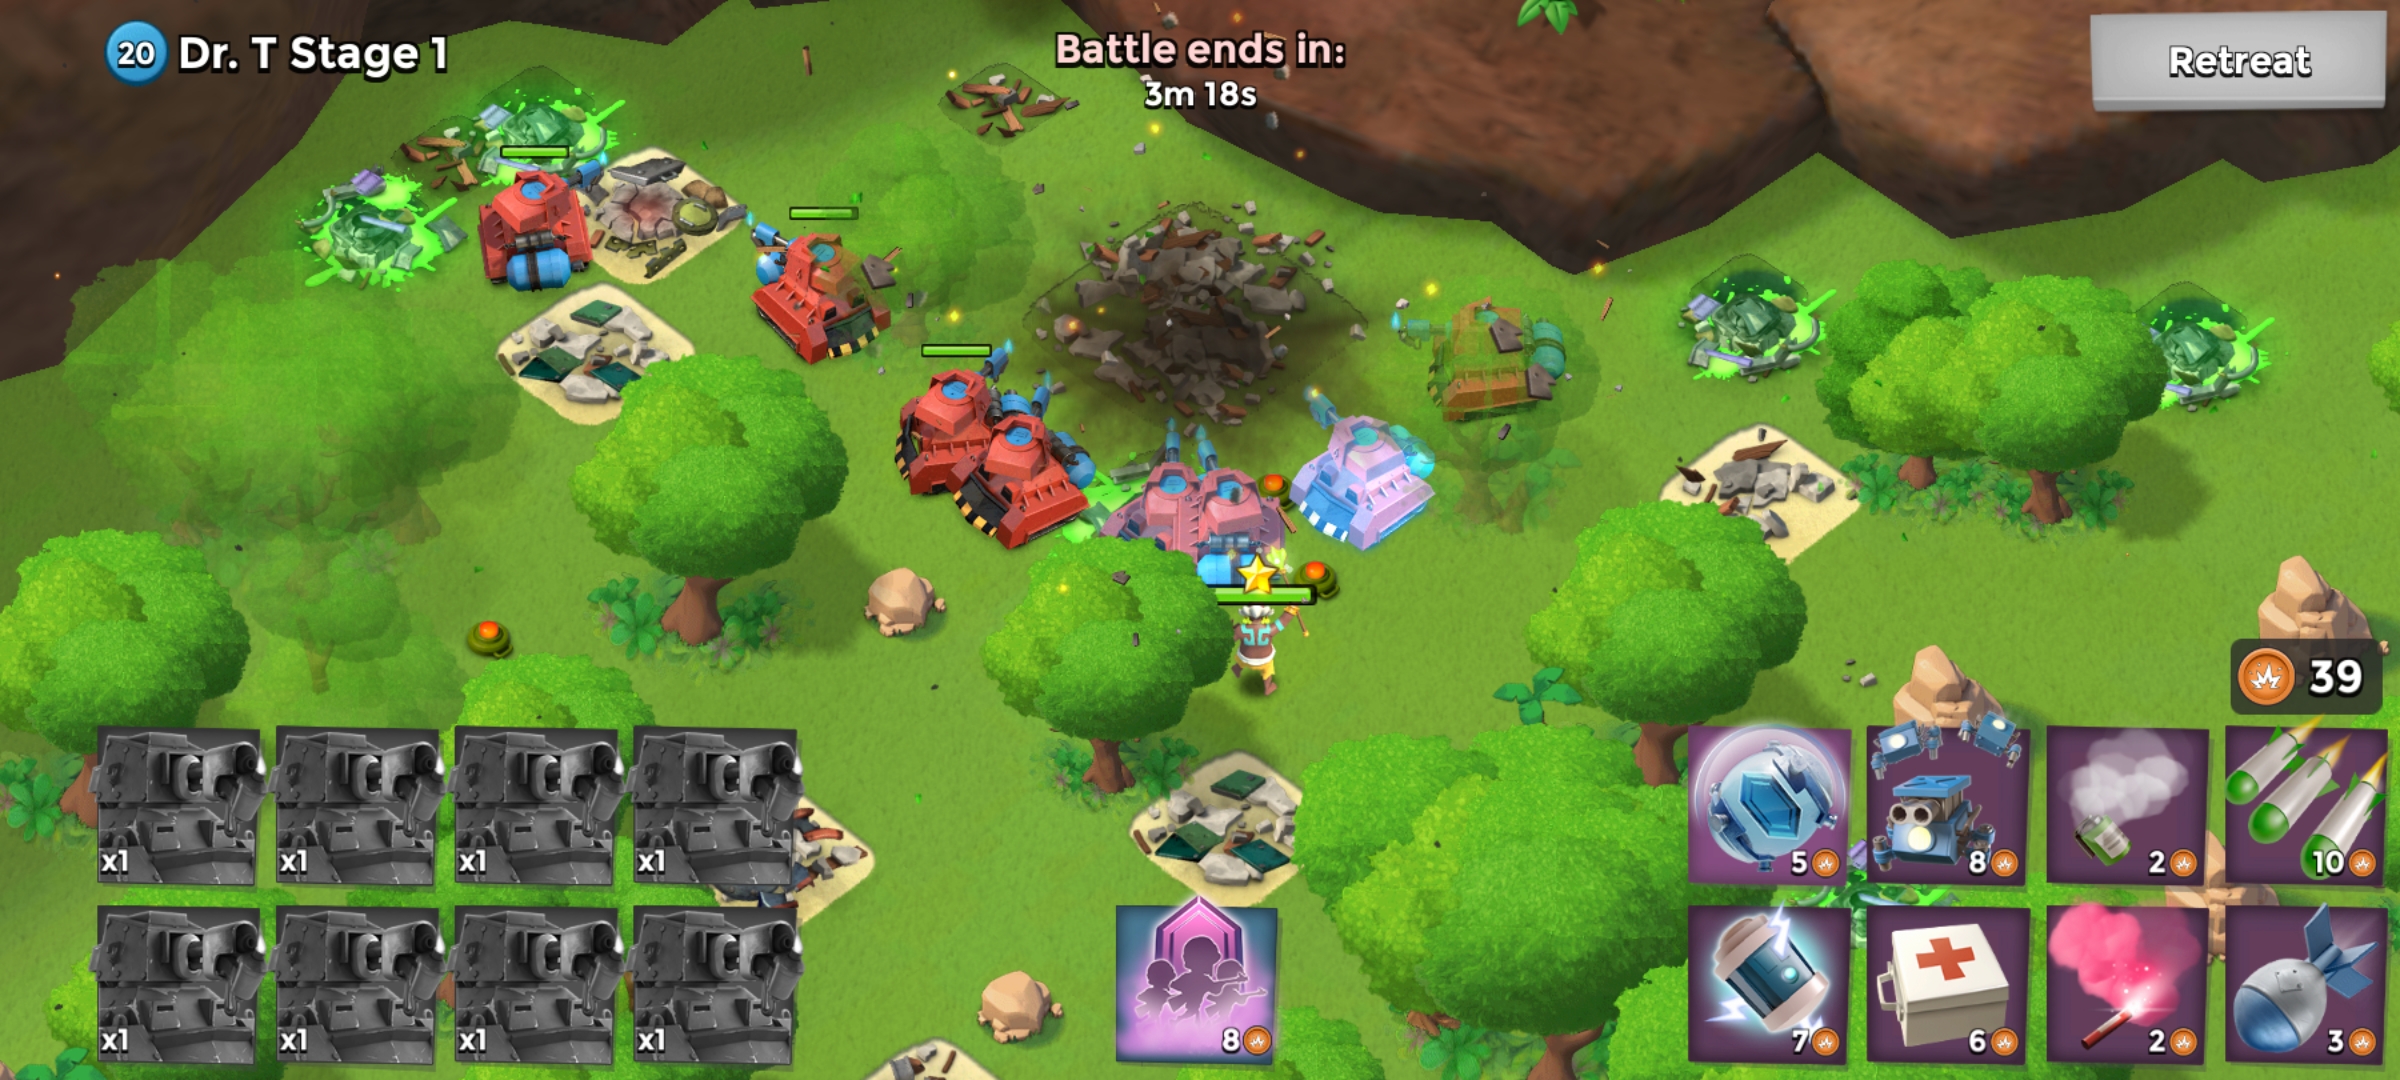 20 Dr. T Stage 1
Battle ends in:
3m 18s
Retreat
39
x1 x1 x1 x1
5 8 2 10
x1 x1 x1 x1
8
7 6 2 3